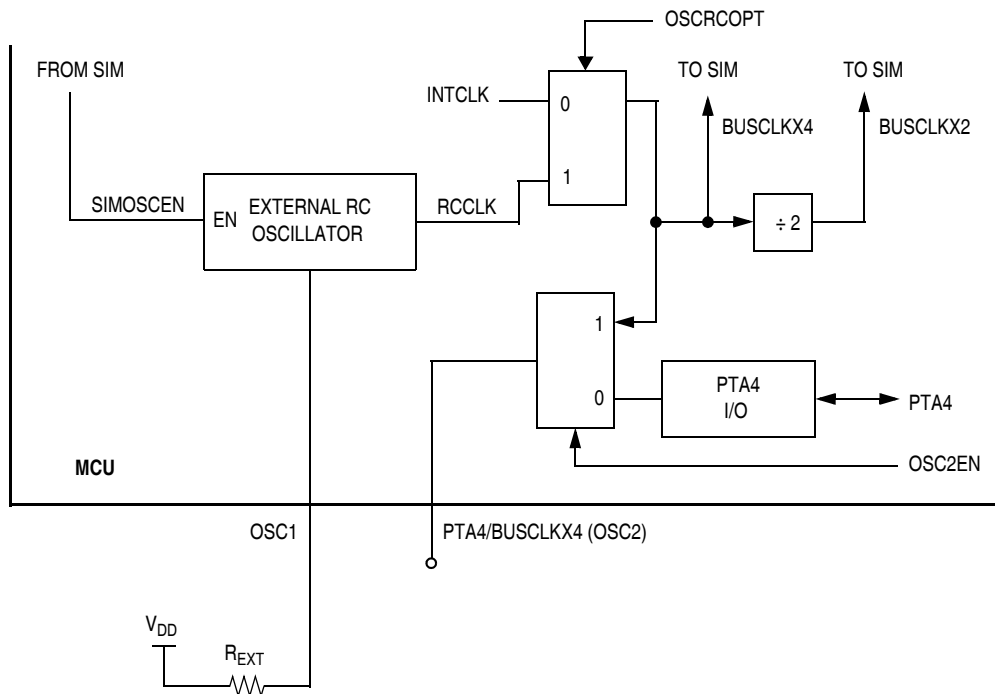 OSCRCOPT
FROM SIM
TO SIM
TO SIM
INTCLK
0
BUSCLKX4
BUSCLKX2
1
SIMOSCEN
EN
EXTERNAL RC
OSCILLATOR
RCCLK
÷ 2
1
0
PTA4
I/O
PTA4
MCU
OSC2EN
OSC1
PTA4/BUSCLKX4 (OSC2)
VDD
REXT